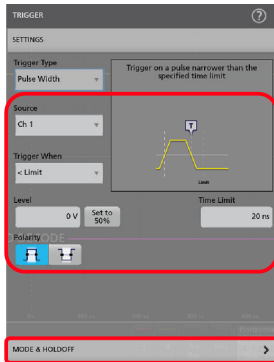 TRIGGER ?
SETTINGS
Trigger Type
Pulse Width
Trigger on a pulse narrower than the
specified time limit
Source
Ch 1
T
Trigger When
< Limit
Limit
Level
Time Limit
0 V
Set to
50%
20 ns
Polarity
MODE & HOLDOFF